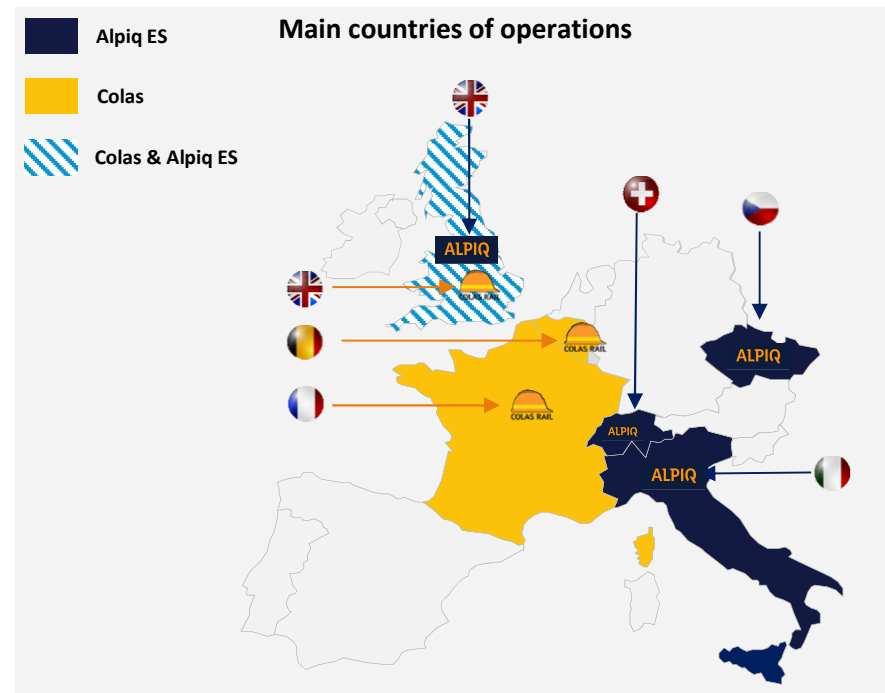 Main countries of operations
Alpiq ES
Colas
Colas & Alpiq ES
ALPIQ
COLAS RAIL
COLAS RAIL
ALPIQ
COLAS RAIL
ALPIQ
ALPIQ